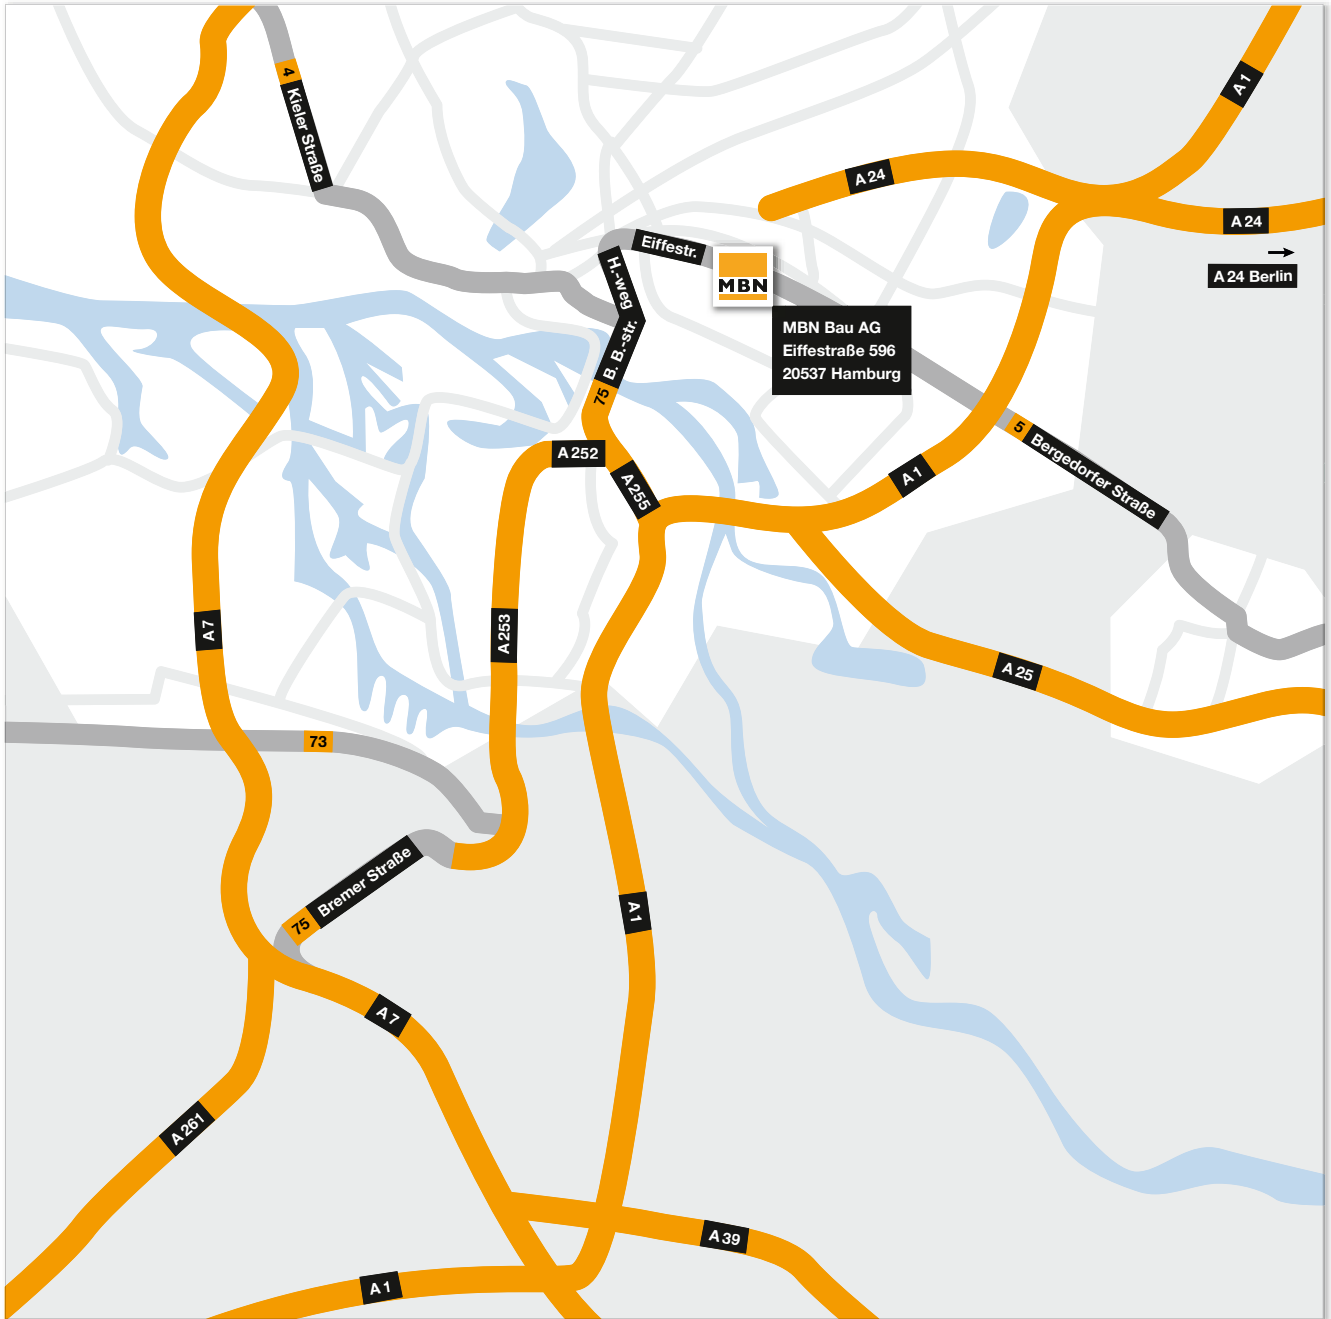 4
Kieler Straße
A 1
A 24
A 24
A 24 Berlin
Eiffestr.
H.-weg
MBN
B. B.-str.
75
MBN Bau AG
Eiffestraße 596
20537 Hamburg
5
Bergedorfer Straße
A 252
A 255
A 1
A 7
A 253
A 25
73
Bremer Straße
75
A 1
A 7
A 261
A 39
A 1